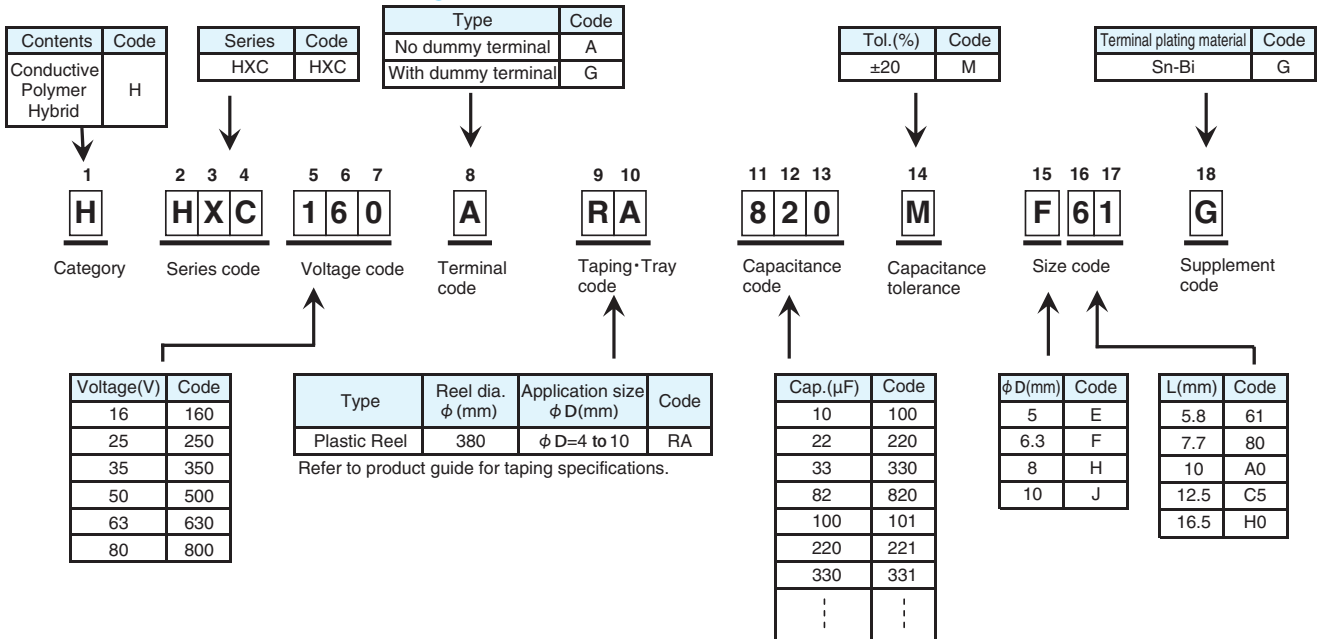 Contents Code
Conductive Polymer Hybrid H
Series Code
HXC HXC
Type Code
No dummy terminal A
With dummy terminal G
Tol.(%) Code
±20 M
Terminal plating material Code
Sn-Bi G
1 2 3 4 5 6 7 8 9 10 11 12 13 14 15 16 17 18
H H X C 1 6 0 A R A 8 2 0 M F 6 1 G
Category
Series code
Voltage code
Terminal
code
Taping・Tray
code
Capacitance
code
Capacitance
tolerance
Size code
Supplement
code
Voltage(V) Code
16 160
25 250
35 350
50 500
63 630
80 800
Type Reel dia. φ (mm) Application size φ D(mm) Code
Plastic Reel 380 φ D=4 to 10 RA
Refer to product guide for taping specifications.
Cap.(µF) Code
10 100
22 220
33 330
82 820
100 101
220 221
330 331
φ D(mm) Code
5 E
6.3 F
8 H
10 J
L(mm) Code
5.8 61
7.7 80
10 A0
12.5 C5
16.5 H0